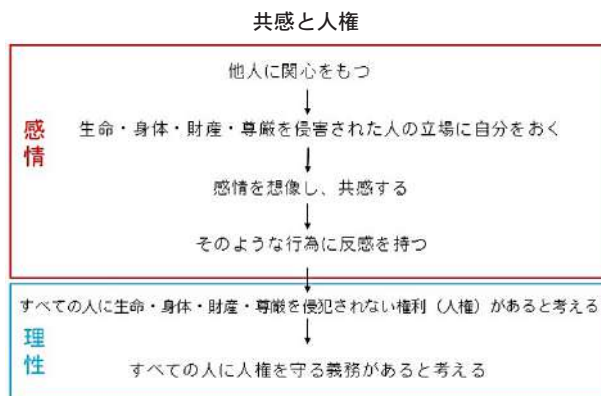 共感と人権
他人に関心をもつ
生命・身体・財産・尊厳を侵害された人の立場に自分をおく
感情
感情を想像し、共感する
そのような行為に反感を持つ
すべての人に生命・身体・財産・尊厳を侵犯されない権利（人権）があると考える
理性
すべての人に人権を守る義務があると考える